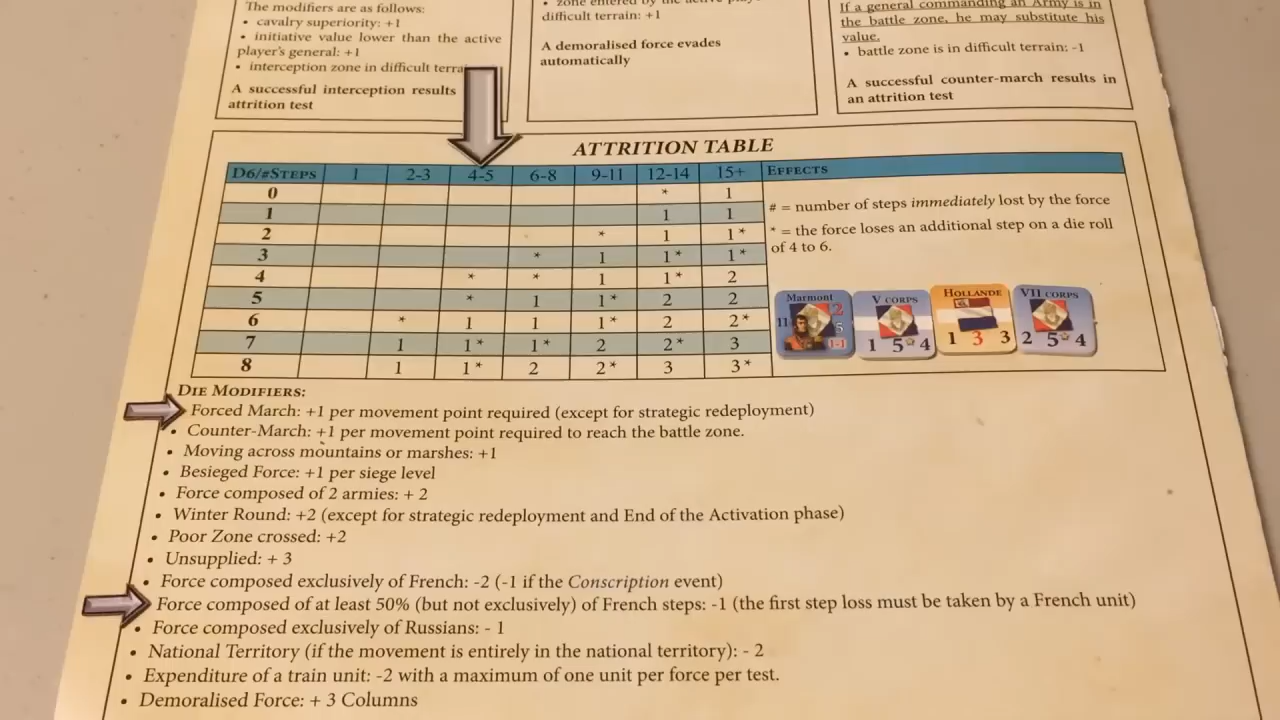 The modifiers are as follows:
• cavalry superiority: +1
• initiative value lower than the active
player's general: +1
• interception zone in difficult
A successful interception results
attrition test
difficult terrain: +1
A demoralised force evades
automatically
If a general commanding an Army is in
the battle zone, he may substitute his
value.
• battle zone is in difficult terrain: -1
A successful counter-march results in
an attrition test
ATTRITION TABLE
D6/#STEPS 1 2-3 4-5 6-8 9-11 12-14 15+ EFFECTS
0 * 1
1 1 1
2 * 1 1*
3 * 1 1* 1*
4 * * 1 1* 2
5 * 1 1* 2 2
6 * 1 1 1* 2 2*
7 1 1* 1* 2 2* 3
8 1 1* 2 2* 3 3*
# = number of steps immediately lost by the force
* = the force loses an additional step on a die roll
of 4 to 6.
Marmont
11 2
5
1-1
V CORPS
1 5* 4
HOLLANDE
1 3 3
VII CORPS
2 5* 4
DIE MODIFIERS:
Forced March: +1 per movement point required (except for strategic redeployment)
• Counter-March: +1 per movement point required to reach the battle zone.
• Moving across mountains or marshes: +1
• Besieged Force: +1 per siege level
• Force composed of 2 armies: + 2
• Winter Round: +2 (except for strategic redeployment and End of the Activation phase)
• Poor Zone crossed: +2
• Unsupplied: + 3
• Force composed exclusively of French: -2 (-1 if the Conscription event)
Force composed of at least 50% (but not exclusively) of French steps: -1 (the first step loss must be taken by a French unit)
• Force composed exclusively of Russians: - 1
• National Territory (if the movement is entirely in the national territory): - 2
• Expenditure of a train unit: -2 with a maximum of one unit per force per test.
• Demoralised Force: + 3 Columns